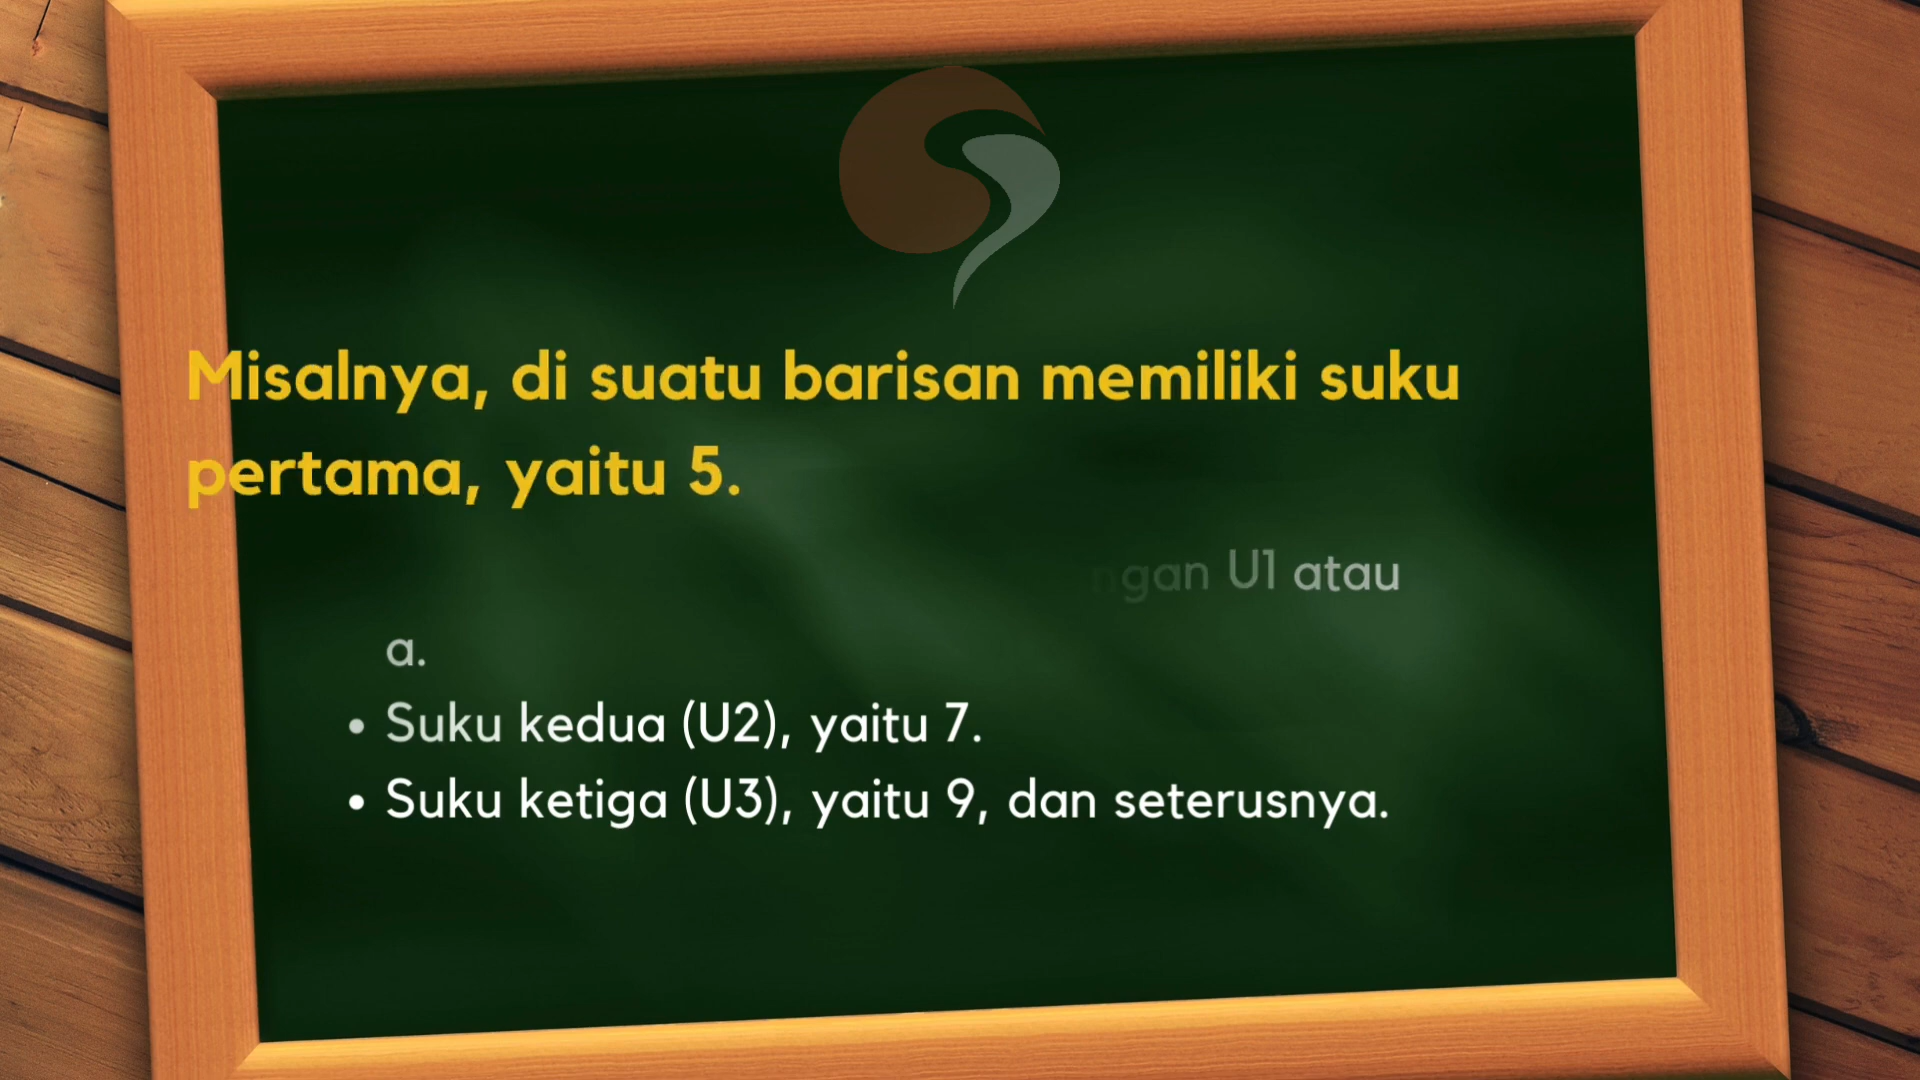 Misalnya, di suatu barisan memiliki suku
pertama, yaitu 5.
U1 atau
a.
• Suku kedua (U2), yaitu 7.
• Suku ketiga (U3), yaitu 9, dan seterusnya.